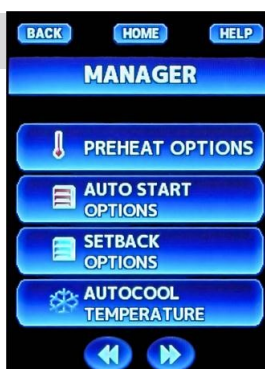 BACK HOME HELP
MANAGER
PREHEAT OPTIONS
AUTO START
OPTIONS
SETBACK
OPTIONS
AUTOCOOL
TEMPERATURE